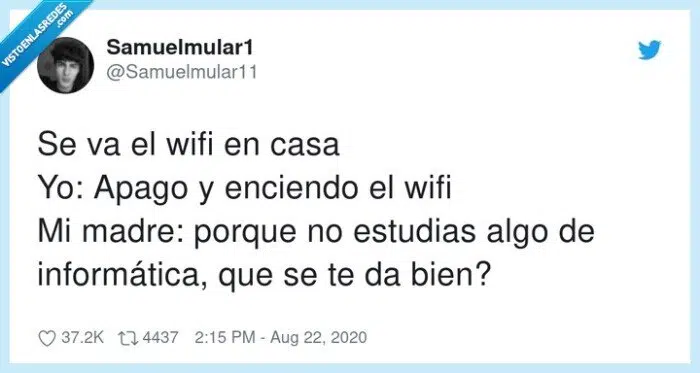 VISTOENLASREDES
.com
Samuelmular1
@Samuelmular11
Se va el wifi en casa
Yo: Apago y enciendo el wifi
Mi madre: porque no estudias algo de
informática, que se te da bien?
37.2K 4437 2:15 PM - Aug 22, 2020